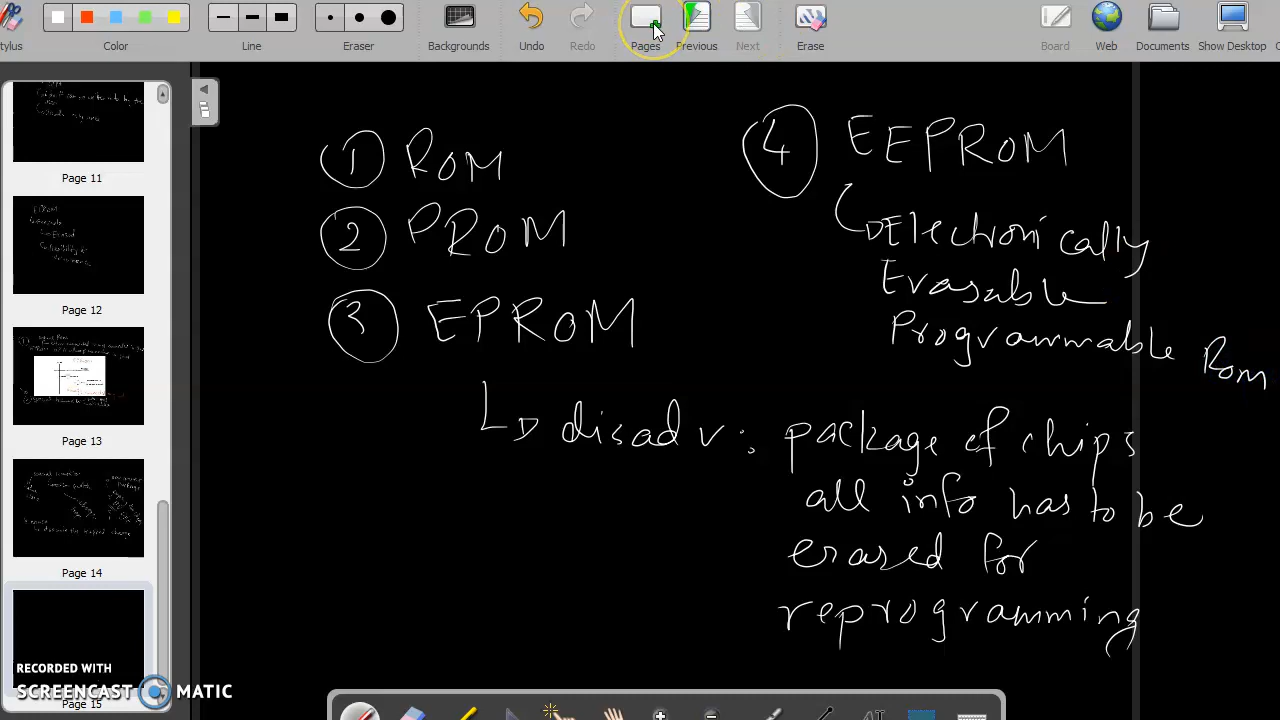 tylus
Color
Line
Eraser
Backgrounds
Undo
Redo
Pages
Previous
Next
Erase
Board
Web
Documents
Show Desktop
Page 11
EPROM
Page 12
Page 13
Page 14
Page 15
RECORDED WITH
SCREENCAST MATIC
1 ROM
2 PROM
3 EPROM
disadv : package of chips
all info has to be
erased for
reprogramming
4 EEPROM
Electronically
Erasable
Programmable Rom